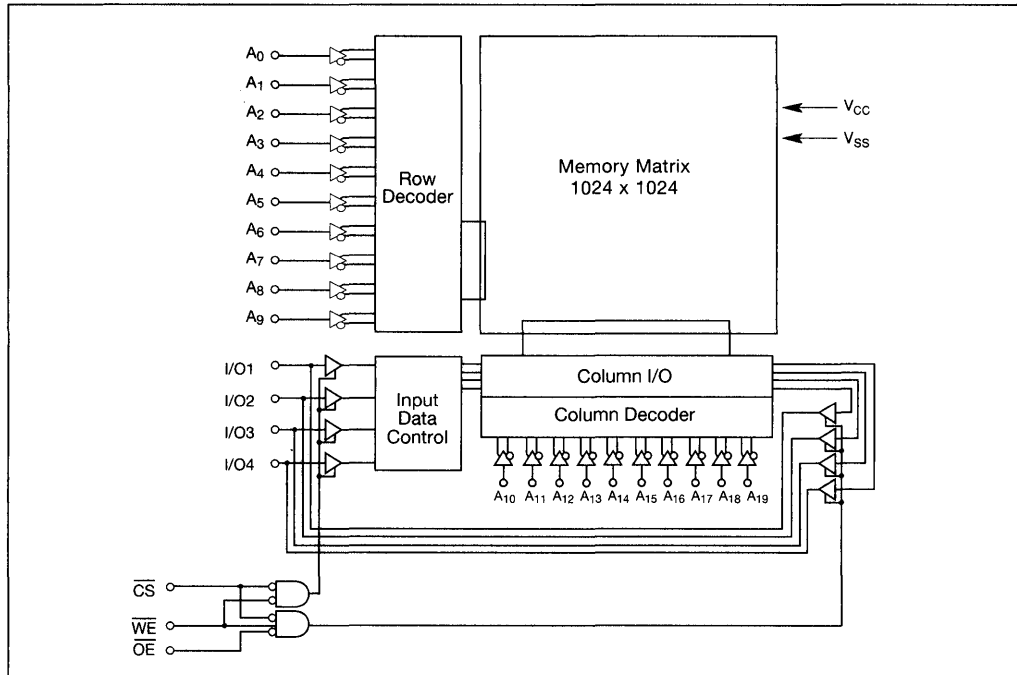 A0
A1
A2
A3
A4
A5
A6
A7
A8
A9
Row
Decoder
Memory Matrix
1024 x 1024
VCC
VSS
I/O1
I/O2
I/O3
I/O4
Input
Data
Control
Column I/O
Column Decoder
A10 A11 A12 A13 A14 A15 A16 A17 A18 A19
CS
WE
OE